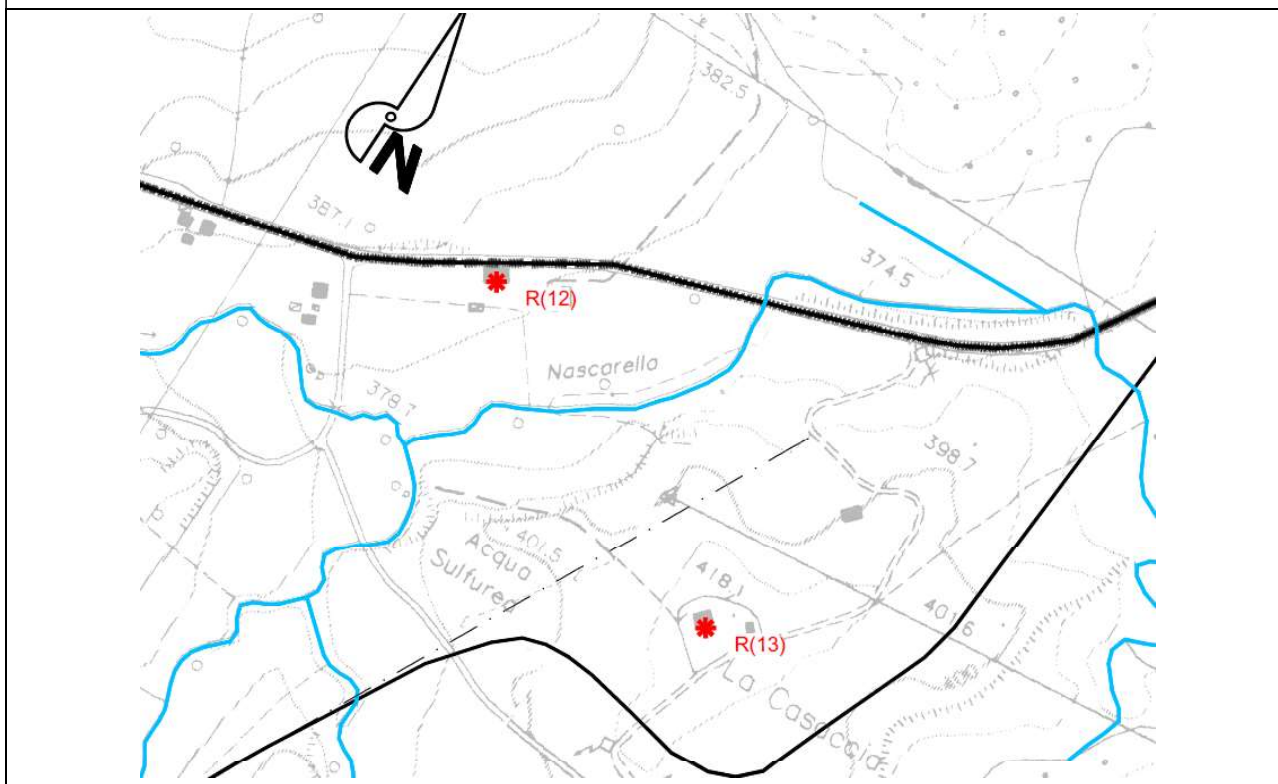 382.5
N
387.1
374.5
R(12)
Nascarella
378.7
398.7
401.5
Acqua
Sulfurea
418.1
401.6
R(13)
La Casaccia